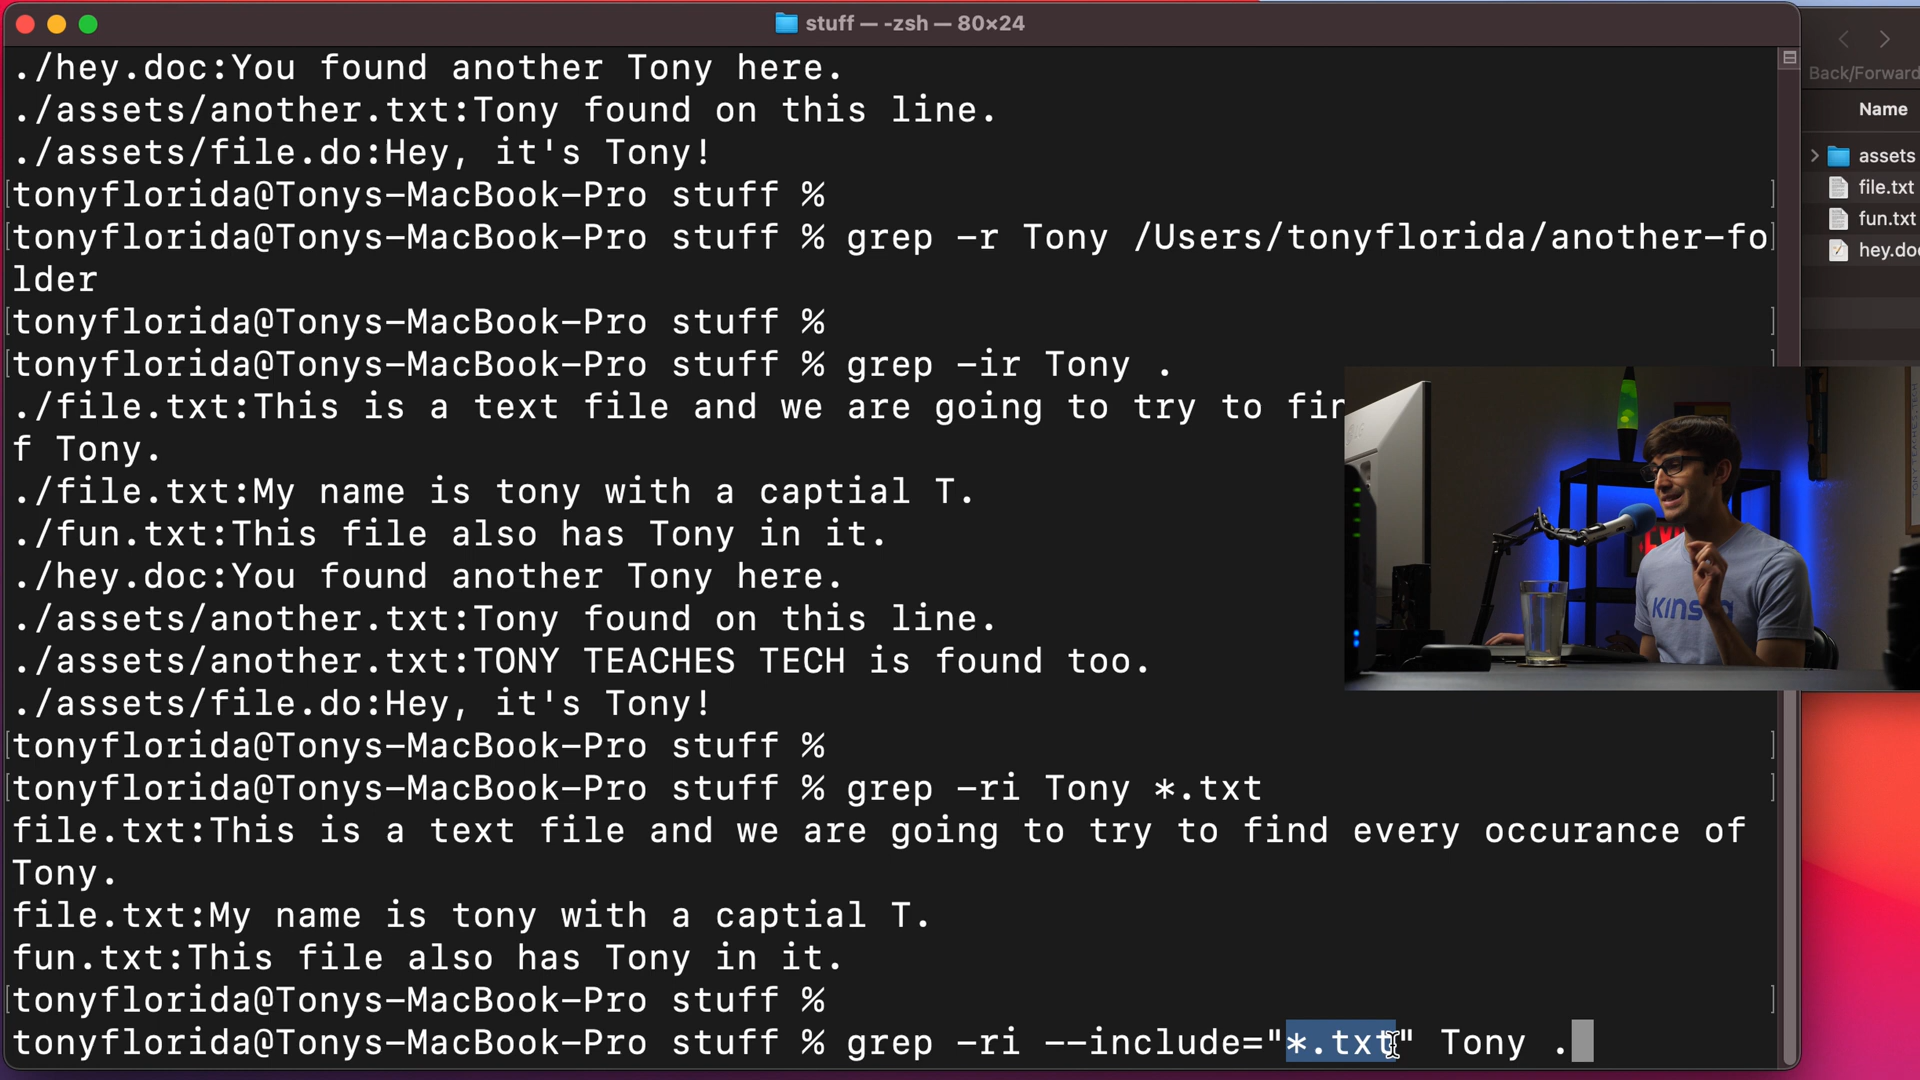 stuff — -zsh — 80×24
./hey.doc:You found another Tony here.
./assets/another.txt:Tony found on this line.
./assets/file.do:Hey, it's Tony!
tonyflorida@Tonys-MacBook-Pro stuff %
tonyflorida@Tonys-MacBook-Pro stuff % grep -r Tony /Users/tonyflorida/another-fo
lder
tonyflorida@Tonys-MacBook-Pro stuff %
tonyflorida@Tonys-MacBook-Pro stuff % grep -ir Tony .
./file.txt:This is a text file and we are going to try to fin
f Tony.
./file.txt:My name is tony with a captial T.
./fun.txt:This file also has Tony in it.
./hey.doc:You found another Tony here.
./assets/another.txt:Tony found on this line.
./assets/another.txt:TONY TEACHES TECH is found too.
./assets/file.do:Hey, it's Tony!
tonyflorida@Tonys-MacBook-Pro stuff %
tonyflorida@Tonys-MacBook-Pro stuff % grep -ri Tony *.txt
file.txt:This is a text file and we are going to try to find every occurance of
Tony.
file.txt:My name is tony with a captial T.
fun.txt:This file also has Tony in it.
tonyflorida@Tonys-MacBook-Pro stuff %
tonyflorida@Tonys-MacBook-Pro stuff % grep -ri --include="*.txt" Tony .
Back/Forward
Name
assets
file.txt
fun.txt
hey.doc